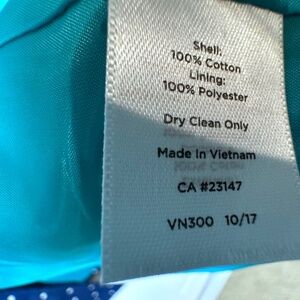 Shell:
100% Cotton
Lining:
100% Polyester
Dry Clean Only
Made in Vietnam
CA #23147
VN300 10/17